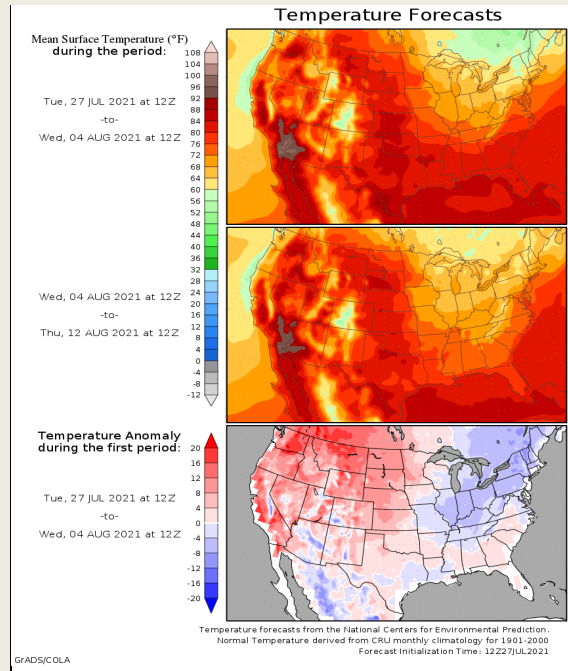 Temperature Forecasts
Mean Surface Temperature (°F)
during the period:
Tue, 27 JUL 2021 at 12Z
-to-
Wed, 04 AUG 2021 at 12Z
108
104
100
96
92
88
84
80
76
72
68
64
60
56
52
48
44
40
36
32
28
24
20
16
12
8
4
0
-4
-8
-12
Wed, 04 AUG 2021 at 12Z
-to-
Thu, 12 AUG 2021 at 12Z
Temperature Anomaly
during the first period:
Tue, 27 JUL 2021 at 12Z
-to-
Wed, 04 AUG 2021 at 12Z
20
16
12
8
4
0
-4
-8
-12
-16
-20
Temperature forecasts from the National Centers for Environmental Prediction.
Normal Temperature derived from CRU monthly climatology for 1901-2000
Forecast Initialization Time: 12Z27JUL2021
GrADS/COLA